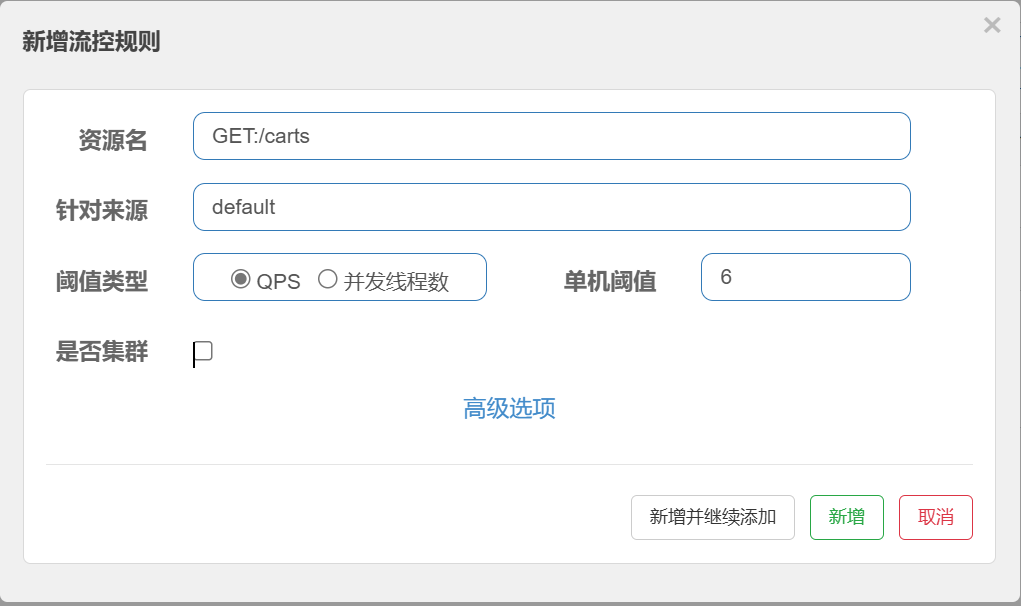 新增流控规则
资源名 GET:/carts
针对来源 default
阈值类型 QPS 并发线程数 单机阈值 6
是否集群
高级选项
新增并继续添加 新增 取消